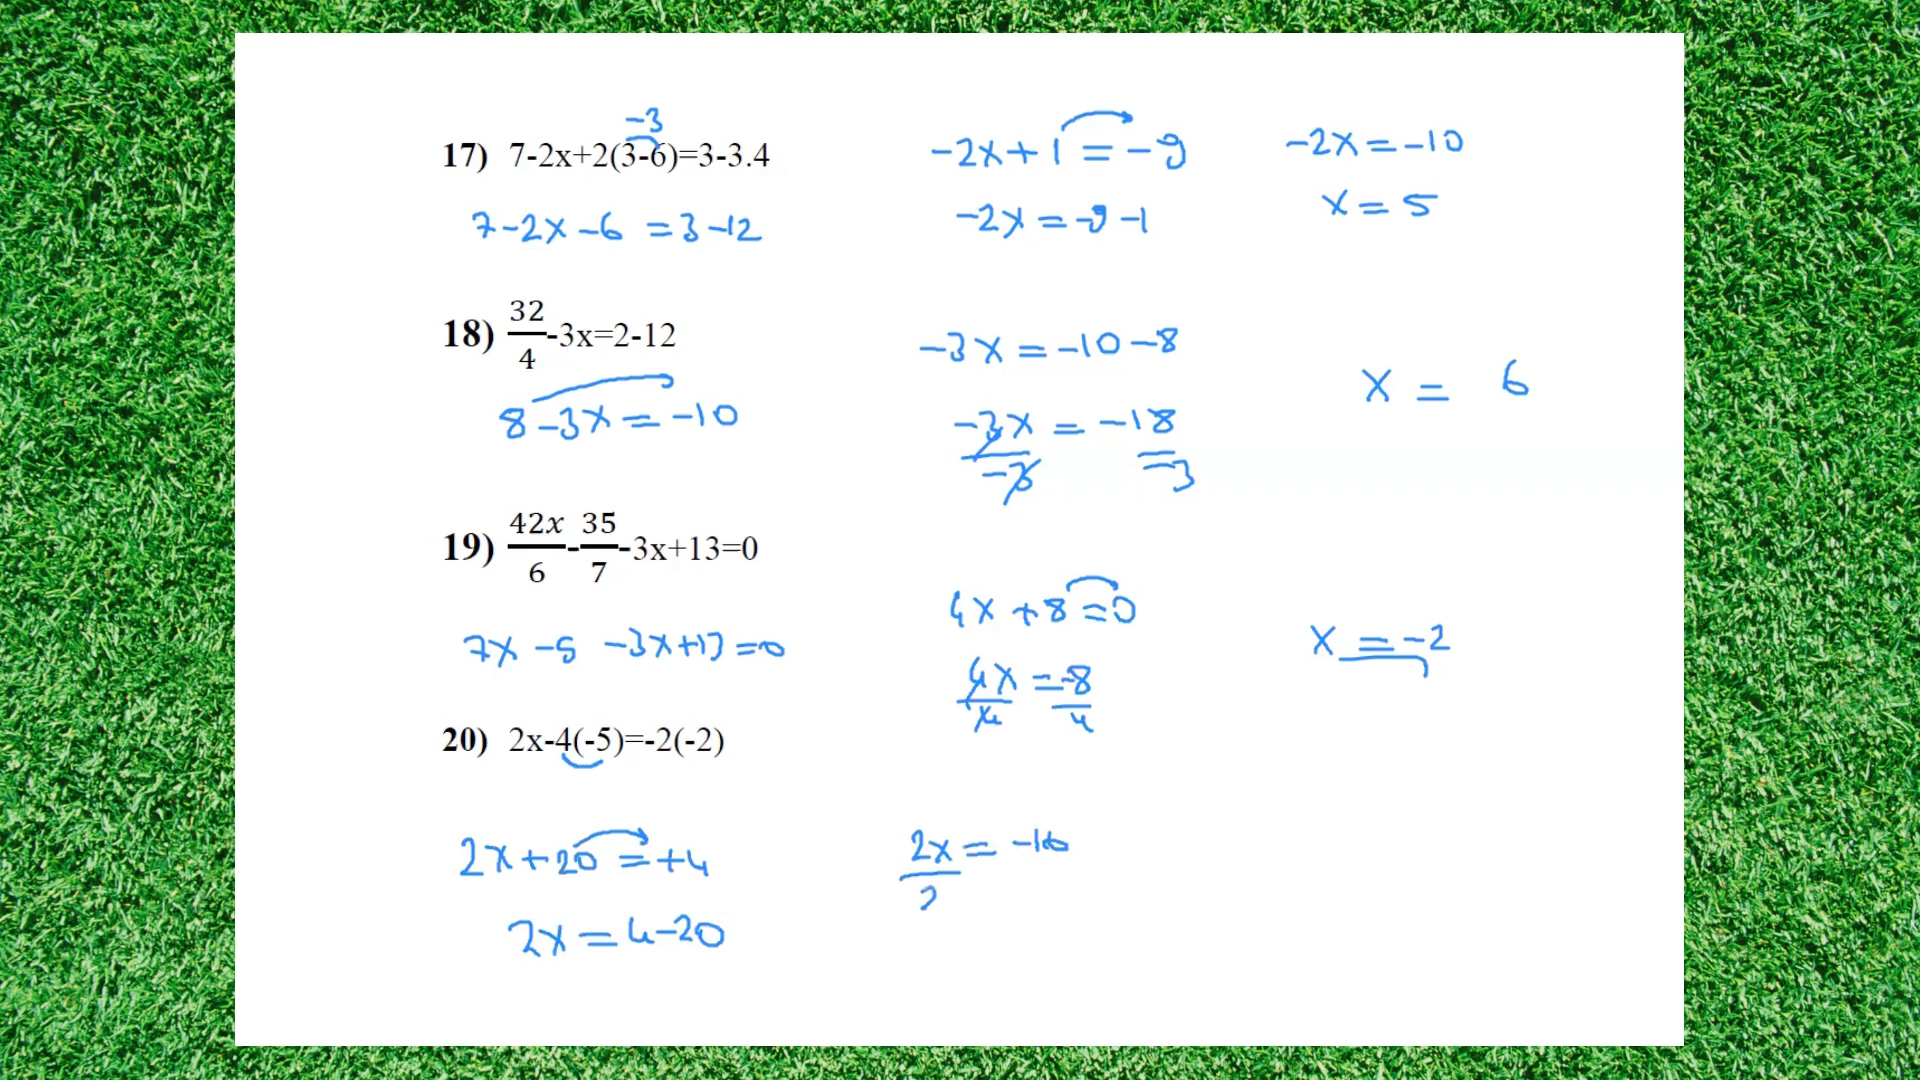 17) 7-2x+2(3-6)=3-3.4
-3
7-2x-6=3-12
-2x+1=-9
-2x=-9-1
-2x=-10
x=5
18) 32/4-3x=2-12
8-3x=-10
-3x=-10-8
-3x/-3=-18/-3
x=6
19) 42x/6-35/7-3x+13=0
7x-5-3x+13=0
4x+8=0
4x/4=-8/4
x=-2
20) 2x-4(-5)=-2(-2)
2x+20=+4
2x=4-20
2x/2=-16